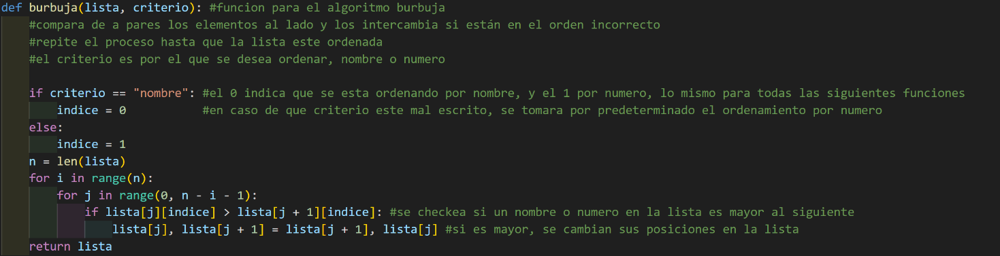 def burbuja(lista, criterio): #funcion para el algoritmo burbuja
    #compara de a pares los elementos al lado y los intercambia si están en el orden incorrecto
    #repite el proceso hasta que la lista este ordenada
    #el criterio es por el que se desea ordenar, nombre o numero

    if criterio == "nombre": #el 0 indica que se esta ordenando por nombre, y el 1 por numero, lo mismo para todas las siguientes funciones
        indice = 0           #en caso de que criterio este mal escrito, se tomara por predeterminado el ordenamiento por numero
    else:
        indice = 1
    n = len(lista)
    for i in range(n):
        for j in range(0, n - i - 1):
            if lista[j][indice] > lista[j + 1][indice]: #se checkea si un nombre o numero en la lista es mayor al siguiente
                lista[j], lista[j + 1] = lista[j + 1], lista[j] #si es mayor, se cambian sus posiciones en la lista
    return lista